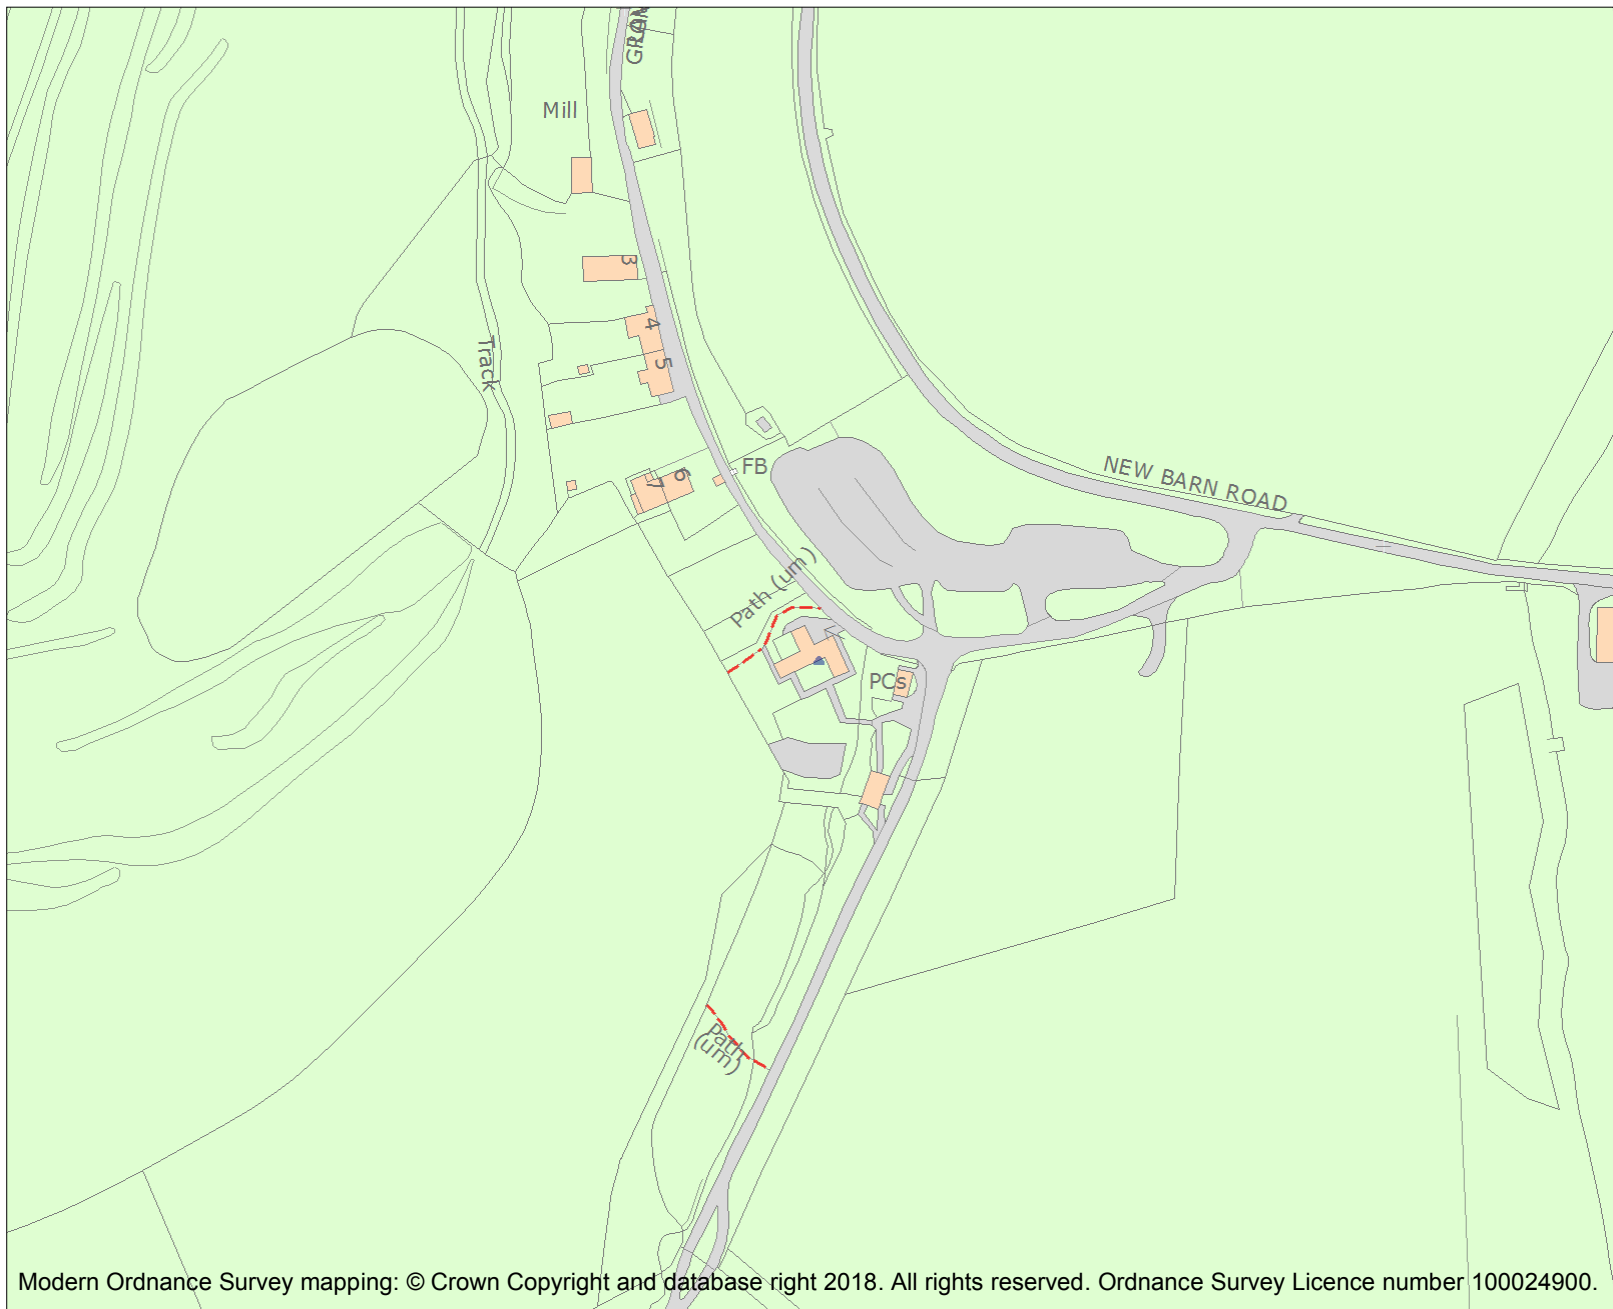 Mill
3
4
Track
5
FB
6
7
NEW BARN ROAD
Path (um)
PCs
Path
(um)
Modern Ordnance Survey mapping: © Crown Copyright and database right 2018. All rights reserved. Ordnance Survey Licence number 100024900.